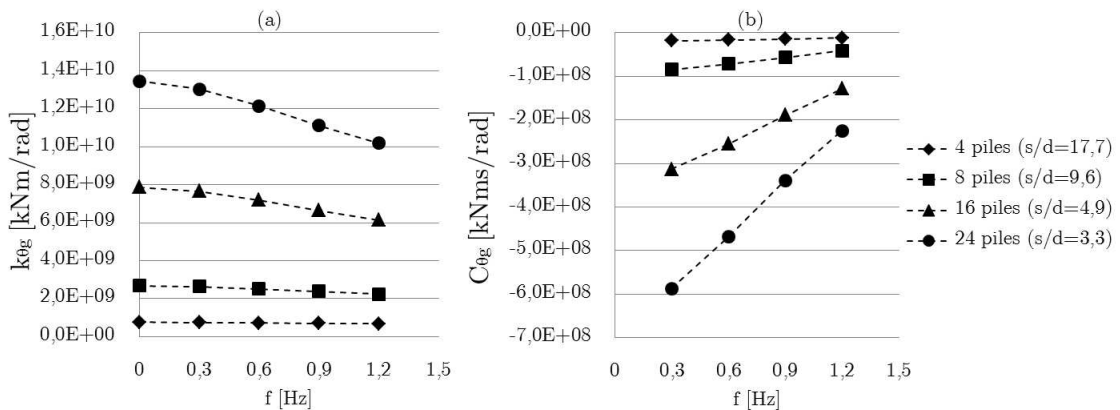 (a)
1,6E+10
1,4E+10
1,2E+10
1,0E+10
8,0E+09
6,0E+09
4,0E+09
2,0E+09
0,0E+00
kθg [kNm/rad]
0 0,3 0,6 0,9 1,2 1,5
f [Hz]
(b)
0,0E+00
-1,0E+08
-2,0E+08
-3,0E+08
-4,0E+08
-5,0E+08
-6,0E+08
-7,0E+08
Cθg [kNms/rad]
0 0,3 0,6 0,9 1,2 1,5
f [Hz]
4 piles (s/d=17,7)
8 piles (s/d=9,6)
16 piles (s/d=4,9)
24 piles (s/d=3,3)